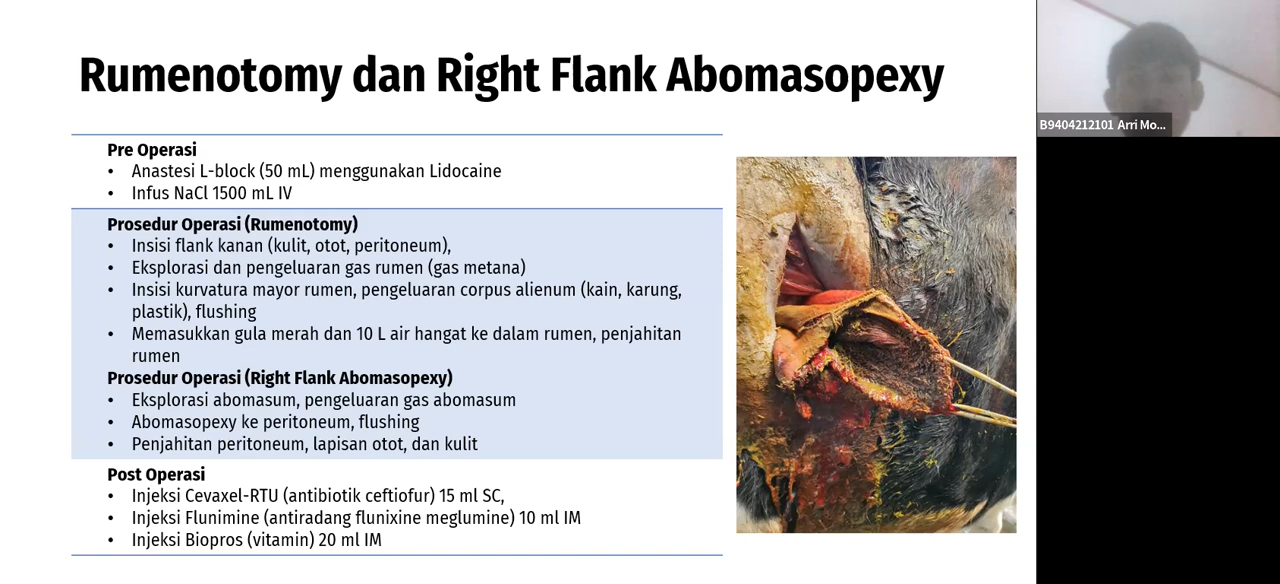 Rumenotomy dan Right Flank Abomasopexy
B9404212101 Arri Mo...
Pre Operasi
• Anastesi L-block (50 mL) menggunakan Lidocaine
• Infus NaCl 1500 mL IV
Prosedur Operasi (Rumenotomy)
• Insisi flank kanan (kulit, otot, peritoneum),
• Eksplorasi dan pengeluaran gas rumen (gas metana)
• Insisi kurvatura mayor rumen, pengeluaran corpus alienum (kain, karung,
plastik), flushing
• Memasukkan gula merah dan 10 L air hangat ke dalam rumen, penjahitan
rumen
Prosedur Operasi (Right Flank Abomasopexy)
• Eksplorasi abomasum, pengeluaran gas abomasum
• Abomasopexy ke peritoneum, flushing
• Penjahitan peritoneum, lapisan otot, dan kulit
Post Operasi
• Injeksi Cevaxel-RTU (antibiotik ceftiofur) 15 ml SC,
• Injeksi Flunimine (antiradang flunixine meglumine) 10 ml IM
• Injeksi Biopros (vitamin) 20 ml IM